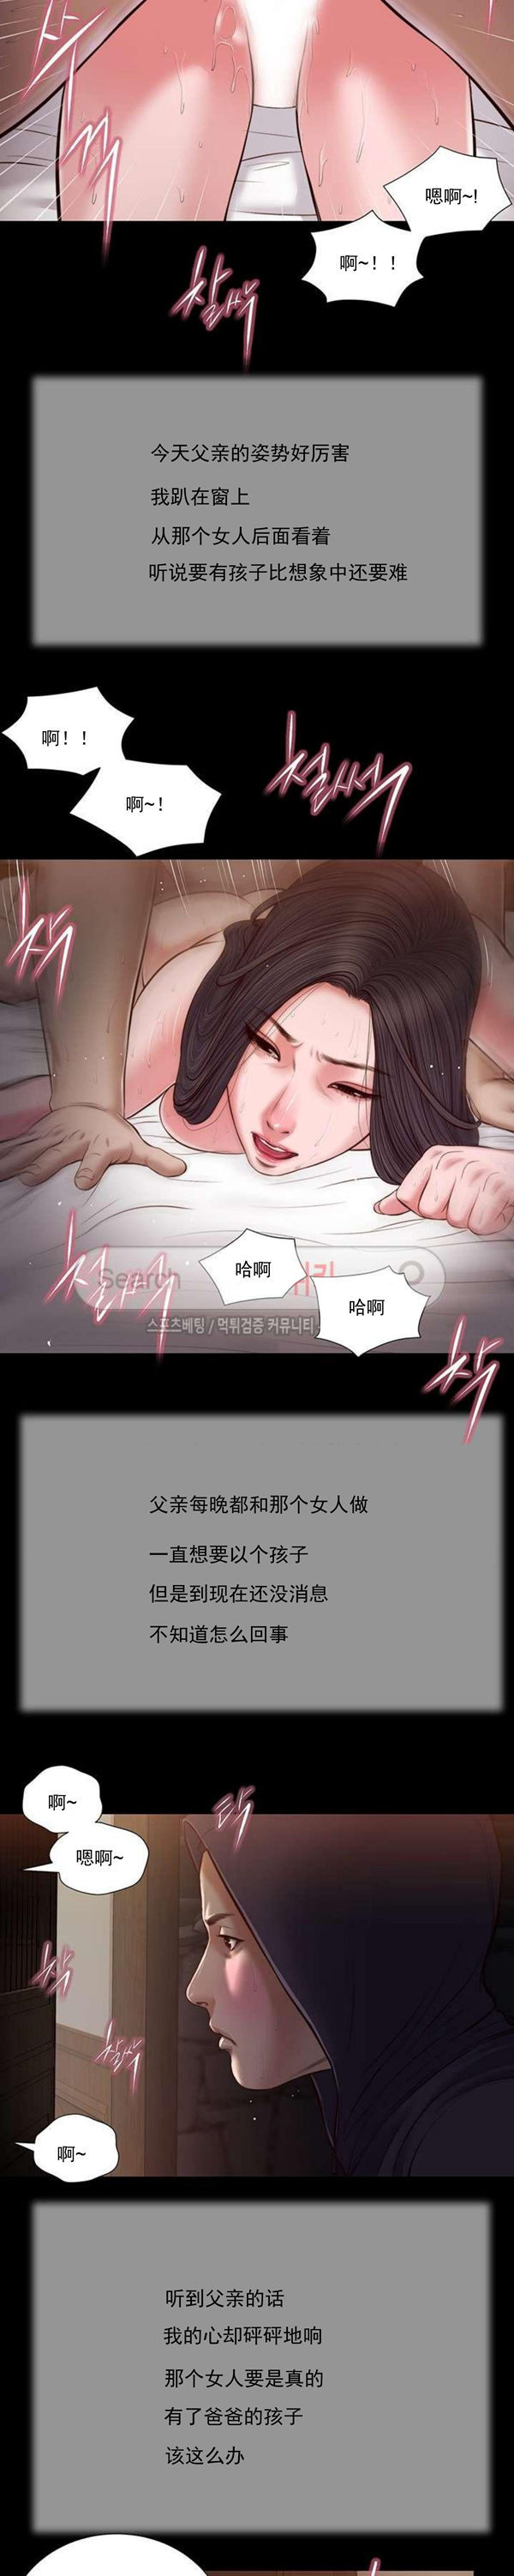 嗯啊~!
啊~！！
찰싹
今天父亲的姿势好厉害
我趴在窗上
从那个女人后面看着
听说要有孩子比想象中还要难
啊！！
啊~！
철썩
哈啊
哈啊
Search
위키
스포츠베팅 / 먹튀검증 커뮤니티
父亲每晚都和那个女人做
一直想要以个孩子
但是到现在还没消息
不知道怎么回事
啊~
嗯啊~
탁
찰싹
啊~
听到父亲的话
我的心却砰砰地响
那个女人要是真的
有了爸爸的孩子
该这么办